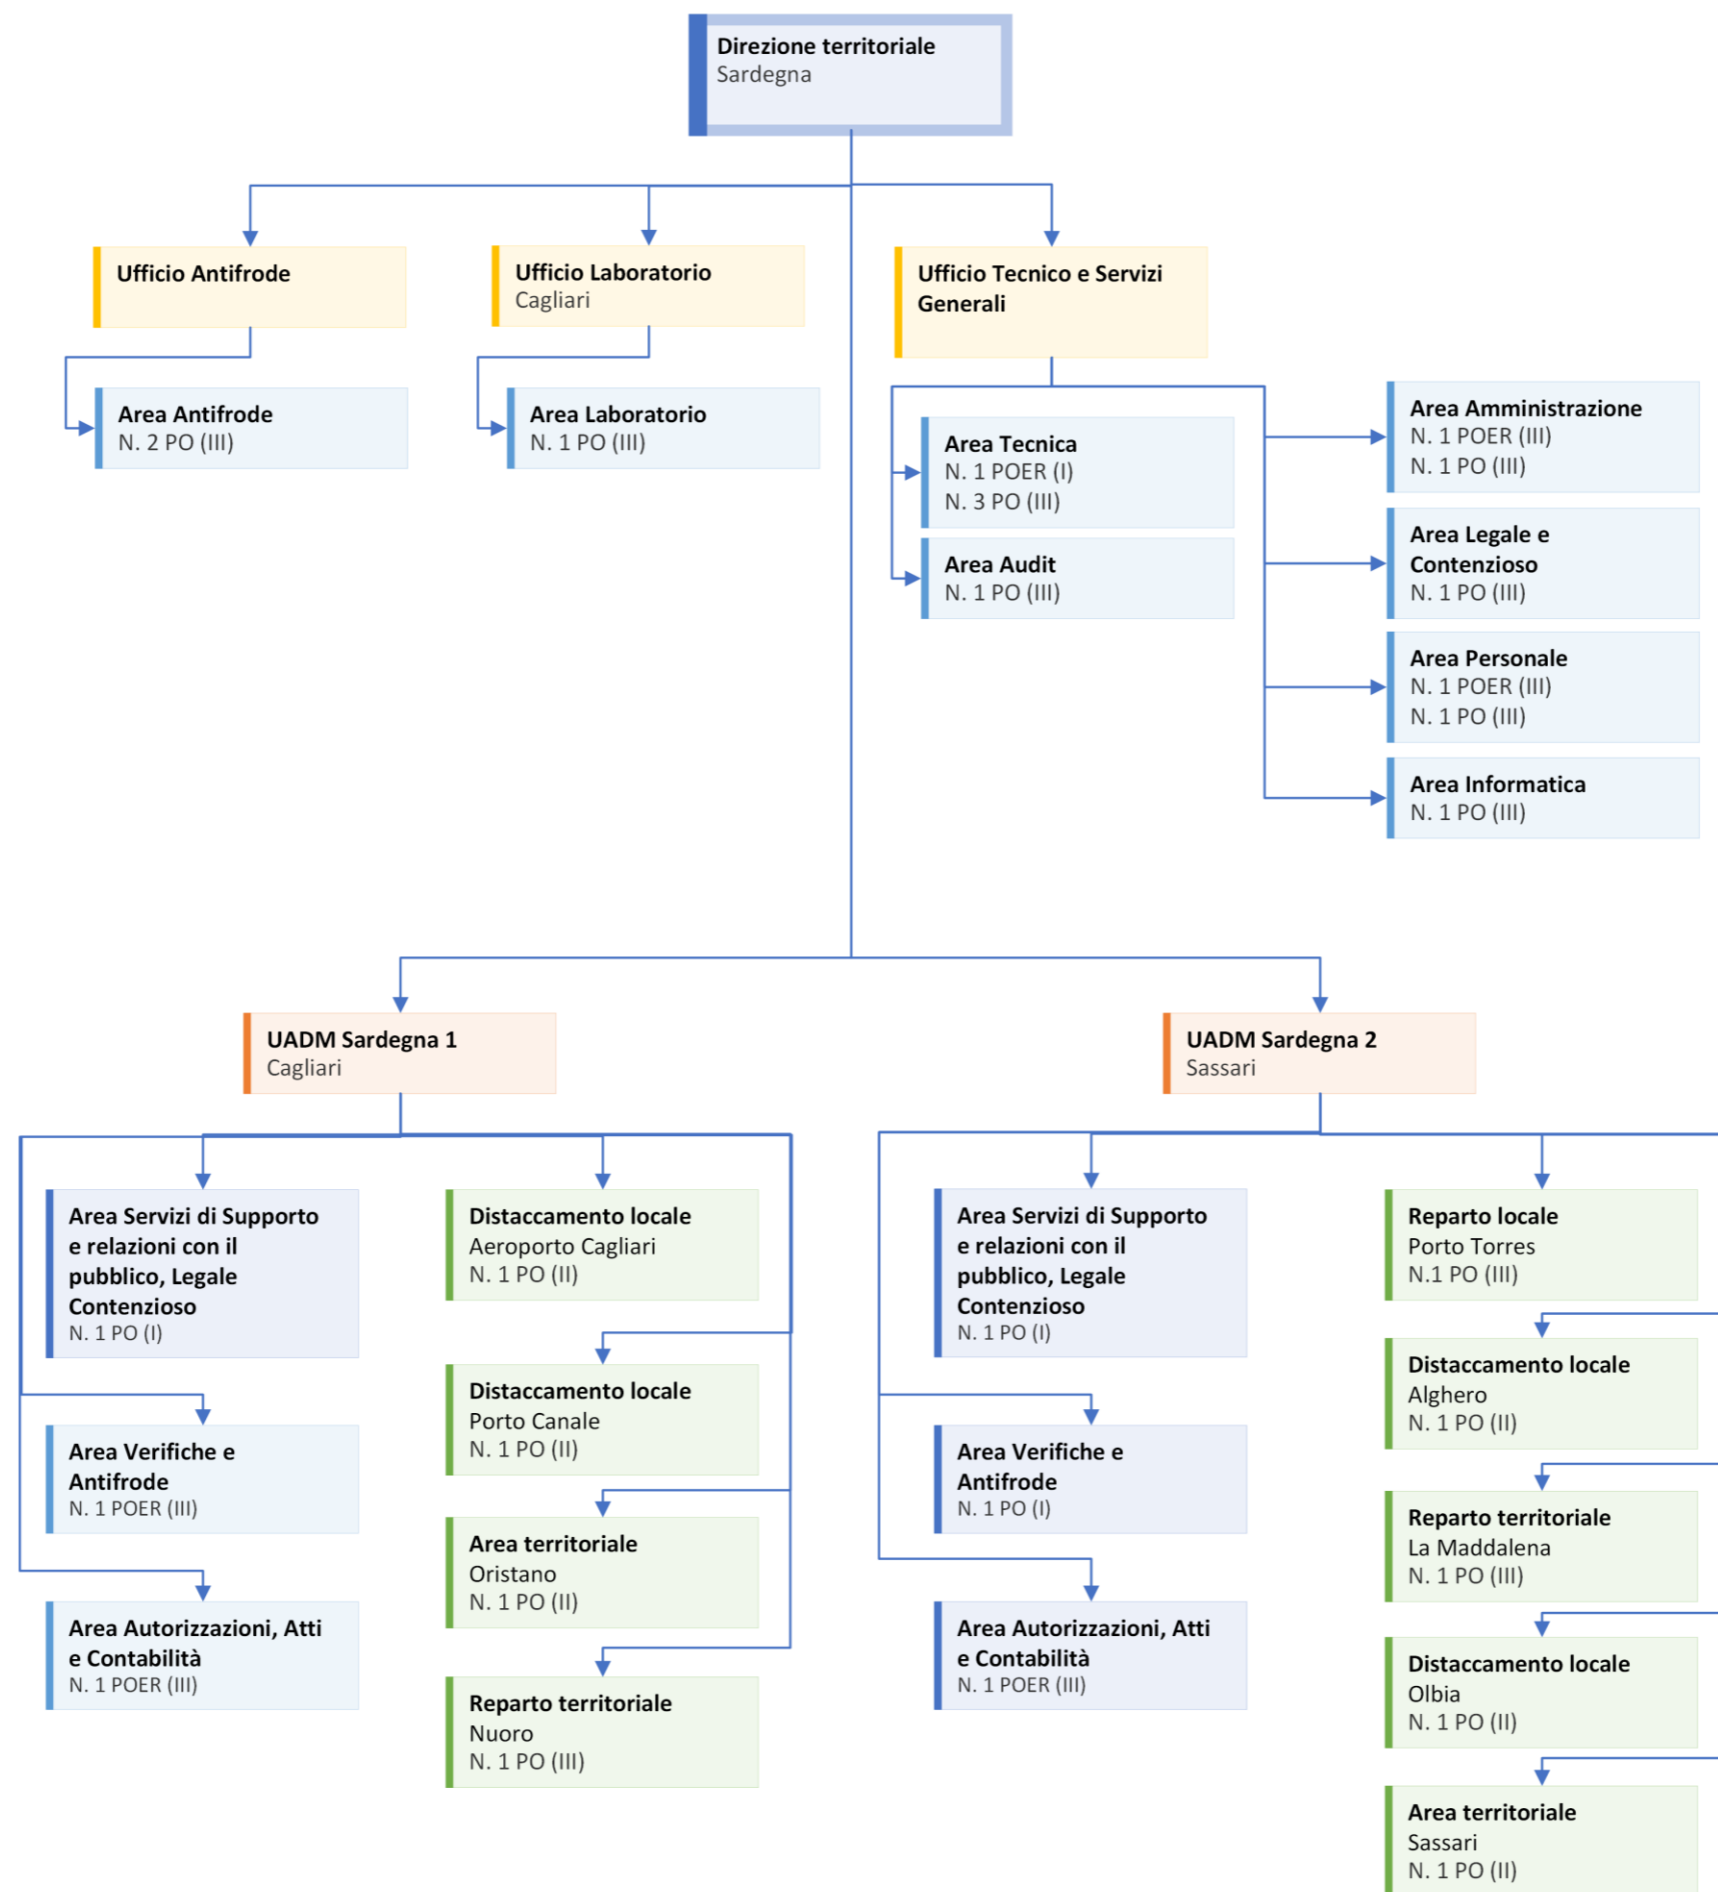 Direzione territoriale
Sardegna
Ufficio Antifrode
Ufficio Laboratorio
Cagliari
Ufficio Tecnico e Servizi
Generali
Area Antifrode
N. 2 PO (III)
Area Laboratorio
N. 1 PO (III)
Area Tecnica
N. 1 POER (I)
N. 3 PO (III)
Area Audit
N. 1 PO (III)
Area Amministrazione
N. 1 POER (III)
N. 1 PO (III)
Area Legale e
Contenzioso
N. 1 PO (III)
Area Personale
N. 1 POER (III)
N. 1 PO (III)
Area Informatica
N. 1 PO (III)
UADM Sardegna 1
Cagliari
UADM Sardegna 2
Sassari
Area Servizi di Supporto
e relazioni con il
pubblico, Legale
Contenzioso
N. 1 PO (I)
Area Verifiche e
Antifrode
N. 1 POER (III)
Area Autorizzazioni, Atti
e Contabilità
N. 1 POER (III)
Distaccamento locale
Aeroporto Cagliari
N. 1 PO (II)
Distaccamento locale
Porto Canale
N. 1 PO (II)
Area territoriale
Oristano
N. 1 PO (II)
Reparto territoriale
Nuoro
N. 1 PO (III)
Area Servizi di Supporto
e relazioni con il
pubblico, Legale
Contenzioso
N. 1 PO (I)
Area Verifiche e
Antifrode
N. 1 PO (I)
Area Autorizzazioni, Atti
e Contabilità
N. 1 POER (III)
Reparto locale
Porto Torres
N.1 PO (III)
Distaccamento locale
Alghero
N. 1 PO (II)
Reparto territoriale
La Maddalena
N. 1 PO (III)
Distaccamento locale
Olbia
N. 1 PO (II)
Area territoriale
Sassari
N. 1 PO (II)